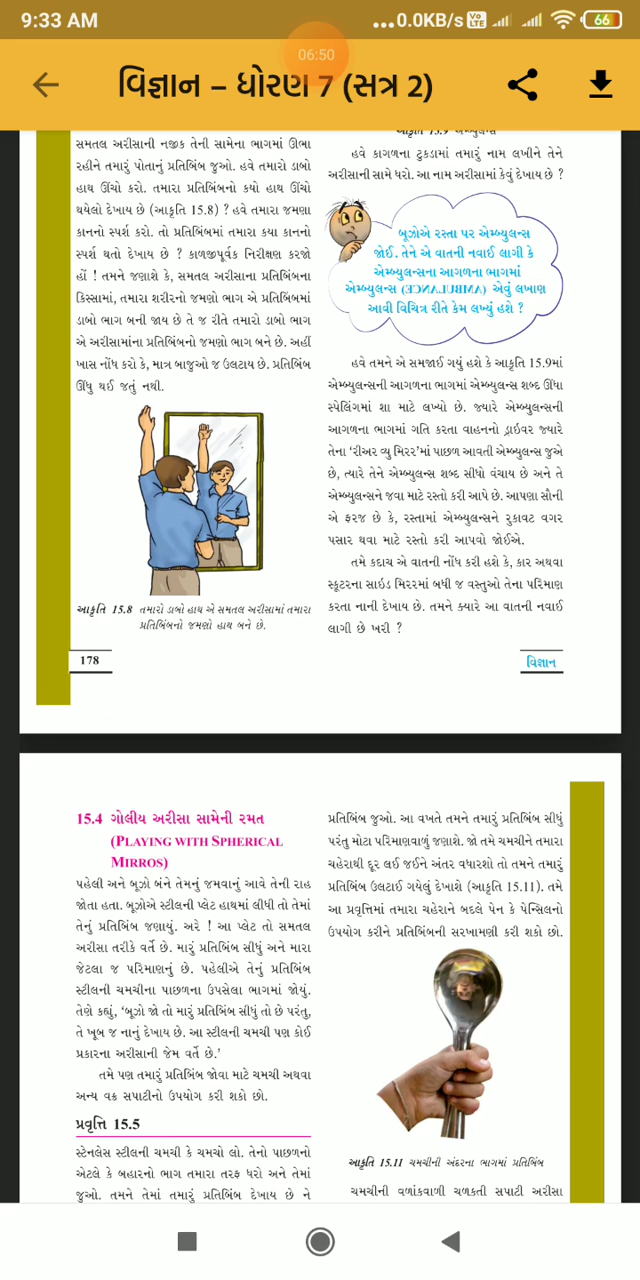 9:33 AM
...0.0KB/s Vo LTE 66
06:50
વિજ્ઞાન – ધોરણ 7 (સત્ર 2)
સમતલ અરીસાની નજીક તેની સામેના ભાગમાં ઊભા
રહીને તમારું પોતાનું પ્રતિબિંબ જુઓ. હવે તમારો ડાબો
હાથ ઊંચો કરો. તમારા પ્રતિબિંબનો કયો હાથ ઊંચો
થયેલો દેખાય છે (આકૃતિ 15.8) ? હવે તમારા જમણા
કાનનો સ્પર્શ કરો. તો પ્રતિબિંબમાં તમારા કયા કાનનો
સ્પર્શ થતો દેખાય છે ? કાળજીપૂર્વક નિરીક્ષણ કરજો
હોં ! તમને જણાશે કે, સમતલ અરીસાના પ્રતિબિંબના
કિસ્સામાં, તમારા શરીરનો જમણો ભાગ એ પ્રતિબિંબમાં
ડાબો ભાગ બની જાય છે તે જ રીતે તમારો ડાબો ભાગ
એ અરીસામાંના પ્રતિબિંબનો જમણો ભાગ બને છે. અહીં
ખાસ નોંધ કરો કે, માત્ર બાજુઓ જ ઉલટાય છે. પ્રતિબિંબ
ઊંધુ થઈ જતું નથી.
આકૃતિ 15.8 તમારો ડાબો હાથ એ સમતલ અરીસામાં તમારા
પ્રતિબિંબનો જમણો હાથ બને છે.
178
આકૃતિ 15.9 એમ્બ્યુલન્સ
હવે કાગળના ટુકડામાં તમારું નામ લખીને તેને
અરીસાની સામે ધરો. આ નામ અરીસામાં કેવું દેખાય છે ?
બૂઝોએ રસ્તા પર એમ્બ્યુલન્સ
જોઈ. તેને એ વાતની નવાઈ લાગી કે
એમ્બ્યુલન્સના આગળના ભાગમાં
એમ્બ્યુલન્સ (AMBULANCE) એવું લખાણ
આવી વિચિત્ર રીતે કેમ લખ્યું હશે ?
હવે તમને એ સમજાઈ ગયું હશે કે આકૃતિ 15.9માં
એમ્બ્યુલન્સની આગળના ભાગમાં એમ્બ્યુલન્સ શબ્દ ઊંધા
સ્પેલિંગમાં શા માટે લખ્યો છે. જ્યારે એમ્બ્યુલન્સની
આગળના ભાગમાં ગતિ કરતા વાહનનો ડ્રાઇવર જ્યારે
તેના 'રીઅર વ્યુ મિરર'માં પાછળ આવતી એમ્બ્યુલન્સ જુએ
છે, ત્યારે તેને એમ્બ્યુલન્સ શબ્દ સીધો વંચાય છે અને તે
એમ્બ્યુલન્સને જવા માટે રસ્તો કરી આપે છે. આપણા સૌની
એ ફરજ છે કે, રસ્તામાં એમ્બ્યુલન્સને રુકાવટ વગર
પસાર થવા માટે રસ્તો કરી આપવો જોઈએ.
તમે કદાચ એ વાતની નોંધ કરી હશે કે, કાર અથવા
સ્કૂટરના સાઇડ મિરરમાં બધી જ વસ્તુઓ તેના પરિમાણ
કરતા નાની દેખાય છે. તમને ક્યારે આ વાતની નવાઈ
લાગી છે ખરી ?
વિજ્ઞાન
15.4 ગોલીય અરીસા સામેની રમત
(PLAYING WITH SPHERICAL
MIRROS)
પહેલી અને બૂઝો બંને તેમનું જમવાનું આવે તેની રાહ
જોતા હતા. બૂઝોએ સ્ટીલની પ્લેટ હાથમાં લીધી તો તેમાં
તેનું પ્રતિબિંબ જણાયું. અરે ! આ પ્લેટ તો સમતલ
અરીસા તરીકે વર્તે છે. મારું પ્રતિબિંબ સીધું અને મારા
જેટલા જ પરિમાણનું છે. પહેલીએ તેનું પ્રતિબિંબ
સ્ટીલની ચમચીના પાછળના ઉપસેલા ભાગમાં જોયું.
તેણે કહ્યું, 'બૂઝો જો તો મારું પ્રતિબિંબ સીધું તો છે પરંતુ,
તે ખૂબ જ નાનું દેખાય છે. આ સ્ટીલની ચમચી પણ કોઈ
પ્રકારના અરીસાની જેમ વર્તે છે.'
તમે પણ તમારું પ્રતિબિંબ જોવા માટે ચમચી અથવા
અન્ય વક્ર સપાટીનો ઉપયોગ કરી શકો છો.
પ્રવૃત્તિ 15.5
સ્ટેનલેસ સ્ટીલની ચમચી કે ચમચો લો. તેનો પાછળનો
એટલે કે બહારનો ભાગ તમારા તરફ ધરો અને તેમાં
જુઓ. તમને તેમાં તમારું પ્રતિબિંબ દેખાય છે ને
પ્રતિબિંબ જુઓ. આ વખતે તમને તમારું પ્રતિબિંબ સીધું
પરંતુ મોટા પરિમાણવાળું જણાશે. જો તમે ચમચીને તમારા
ચહેરાથી દૂર લઈ જઈને અંતર વધારશો તો તમને તમારું
પ્રતિબિંબ ઉલટાઈ ગયેલું દેખાશે (આકૃતિ 15.11). તમે
આ પ્રવૃત્તિમાં તમારા ચહેરાને બદલે પેન કે પેન્સિલનો
ઉપયોગ કરીને પ્રતિબિંબની સરખામણી કરી શકો છો.
આકૃતિ 15.11 ચમચીની અંદરના ભાગમાં પ્રતિબિંબ
ચમચીની વળાંકવાળી ચળકતી સપાટી અરીસા